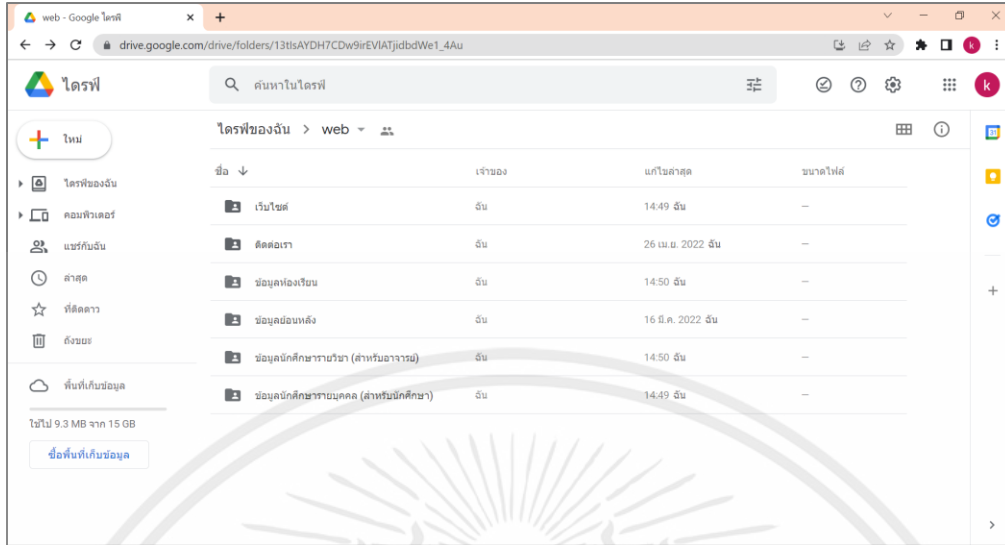 web - Google ไดรฟ์
drive.google.com/drive/folders/13tIsAYDH7CDw9irEVIATjidbdWe1_4Au
k
ไดรฟ์
ค้นหาในไดรฟ์
k
ใหม่
ไดรฟ์ของฉัน > web
31
ชื่อ เจ้าของ แก้ไขล่าสุด ขนาดไฟล์
ไดรฟ์ของฉัน
คอมพิวเตอร์
แชร์กับฉัน
ล่าสุด
ที่ติดดาว
ถังขยะ
พื้นที่เก็บข้อมูล
ใช้ไป 9.3 MB จาก 15 GB
ซื้อพื้นที่เก็บข้อมูล
เว็บไซต์ ฉัน 14:49 ฉัน —
ติดต่อเรา ฉัน 26 เม.ย. 2022 ฉัน —
ข้อมูลห้องเรียน ฉัน 14:50 ฉัน —
ข้อมูลย้อนหลัง ฉัน 16 มี.ค. 2022 ฉัน —
ข้อมูลนักศึกษารายวิชา (สำหรับอาจารย์) ฉัน 14:50 ฉัน —
ข้อมูลนักศึกษารายบุคคล (สำหรับนักศึกษา) ฉัน 14:49 ฉัน —